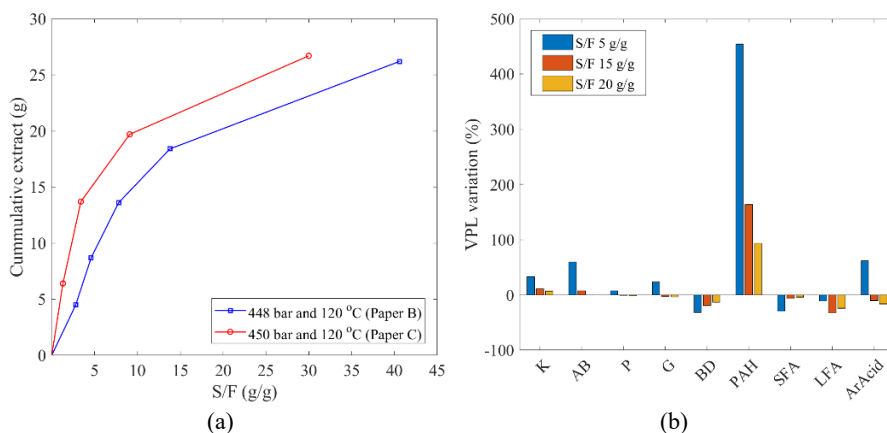 30
25
20
15
10
5
0
Cummulative extract (g)
5 10 15 20 25 30 35 40 45
S/F (g/g)
448 bar and 120 °C (Paper B)
450 bar and 120 °C (Paper C)
(a)
500
400
300
200
100
0
-100
VPL variation (%)
S/F 5 g/g
S/F 15 g/g
S/F 20 g/g
K AB P G BD PAH SFA LFA ArAcid
(b)